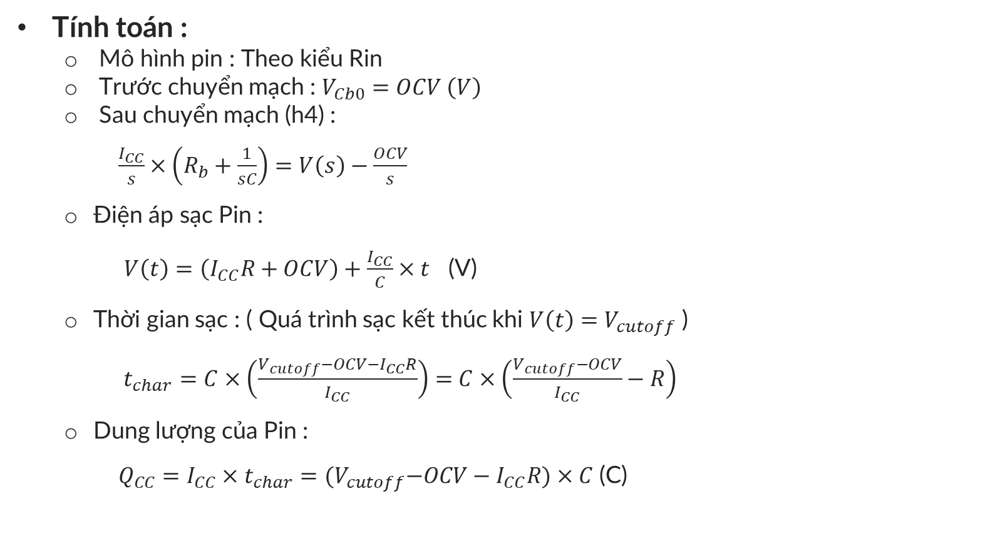 • Tính toán :
○ Mô hình pin : Theo kiểu Rin
○ Trước chuyển mạch : $V_{Cb0} = OCV\ (V)$
○ Sau chuyển mạch (h4) :
$\frac{I_{CC}}{s} \times \left(R_b + \frac{1}{sC}\right) = V(s) - \frac{OCV}{s}$
○ Điện áp sạc Pin :
$V(t) = (I_{CC}R + OCV) + \frac{I_{CC}}{C} \times t$ (V)
○ Thời gian sạc : ( Quá trình sạc kết thúc khi $V(t) = V_{cutoff}$ )
$t_{char} = C \times \left(\frac{V_{cutoff}-OCV-I_{CC}R}{I_{CC}}\right) = C \times \left(\frac{V_{cutoff}-OCV}{I_{CC}} - R\right)$
○ Dung lượng của Pin :
$Q_{CC} = I_{CC} \times t_{char} = (V_{cutoff}-OCV - I_{CC}R) \times C$ (C)